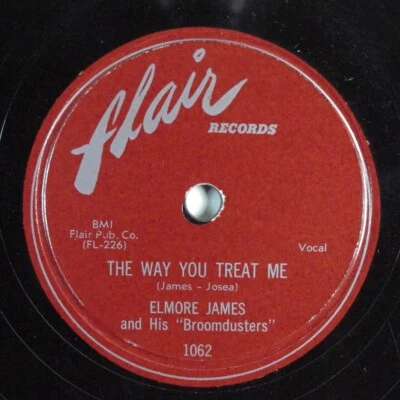 flair
RECORDS
BMI
Flair Pub. Co.
(FL-226)
Vocal
THE WAY YOU TREAT ME
(James - Josea)
ELMORE JAMES
and His "Broomdusters"
1062